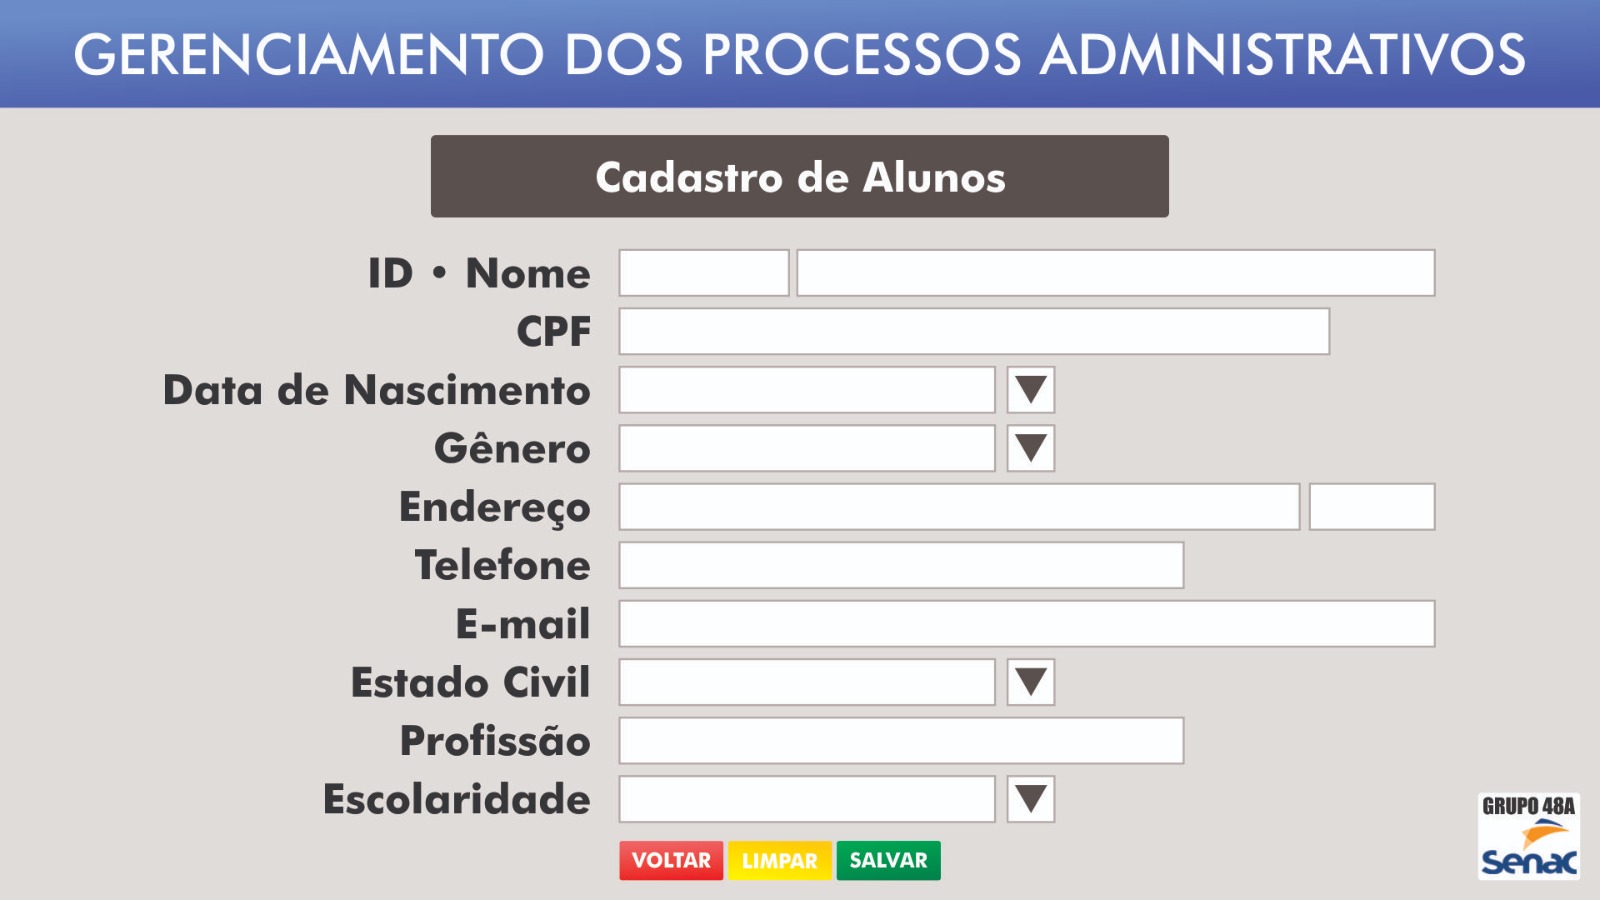 GERENCIAMENTO DOS PROCESSOS ADMINISTRATIVOS
Cadastro de Alunos
ID • Nome
CPF
Data de Nascimento
Gênero
Endereço
Telefone
E-mail
Estado Civil
Profissão
Escolaridade
VOLTAR LIMPAR SALVAR
GRUPO 48A
Senac